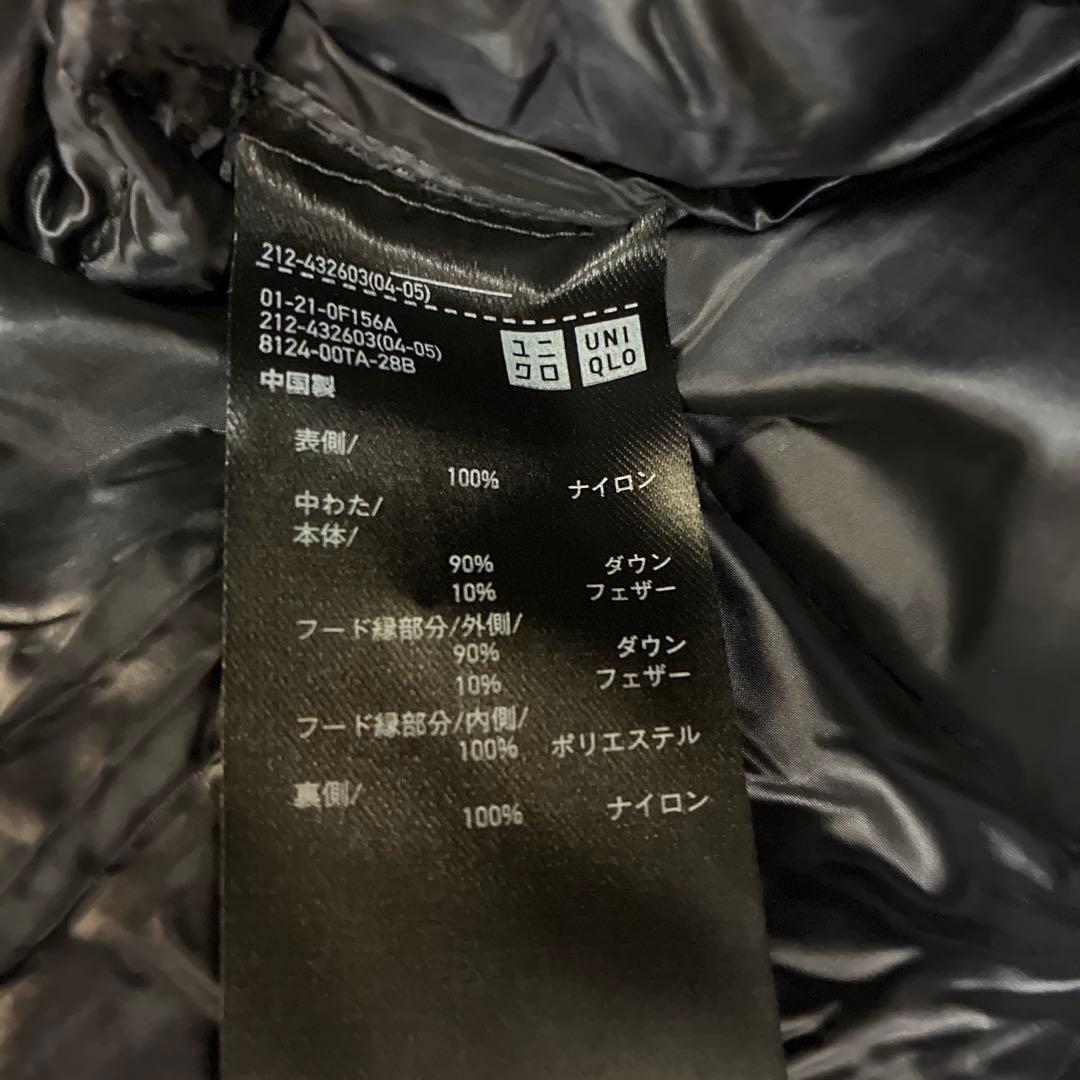 212-432603(04-05)
01-21-0F156A
212-432603(04-05)
8124-00TA-28B
中国製
ユニ
クロ
UNI
QLO
表側/
100% ナイロン
中わた/
本体/
90% ダウン
10% フェザー
フード縁部分/外側/
90% ダウン
10% フェザー
フード縁部分/内側/
100% ポリエステル
裏側/
100% ナイロン